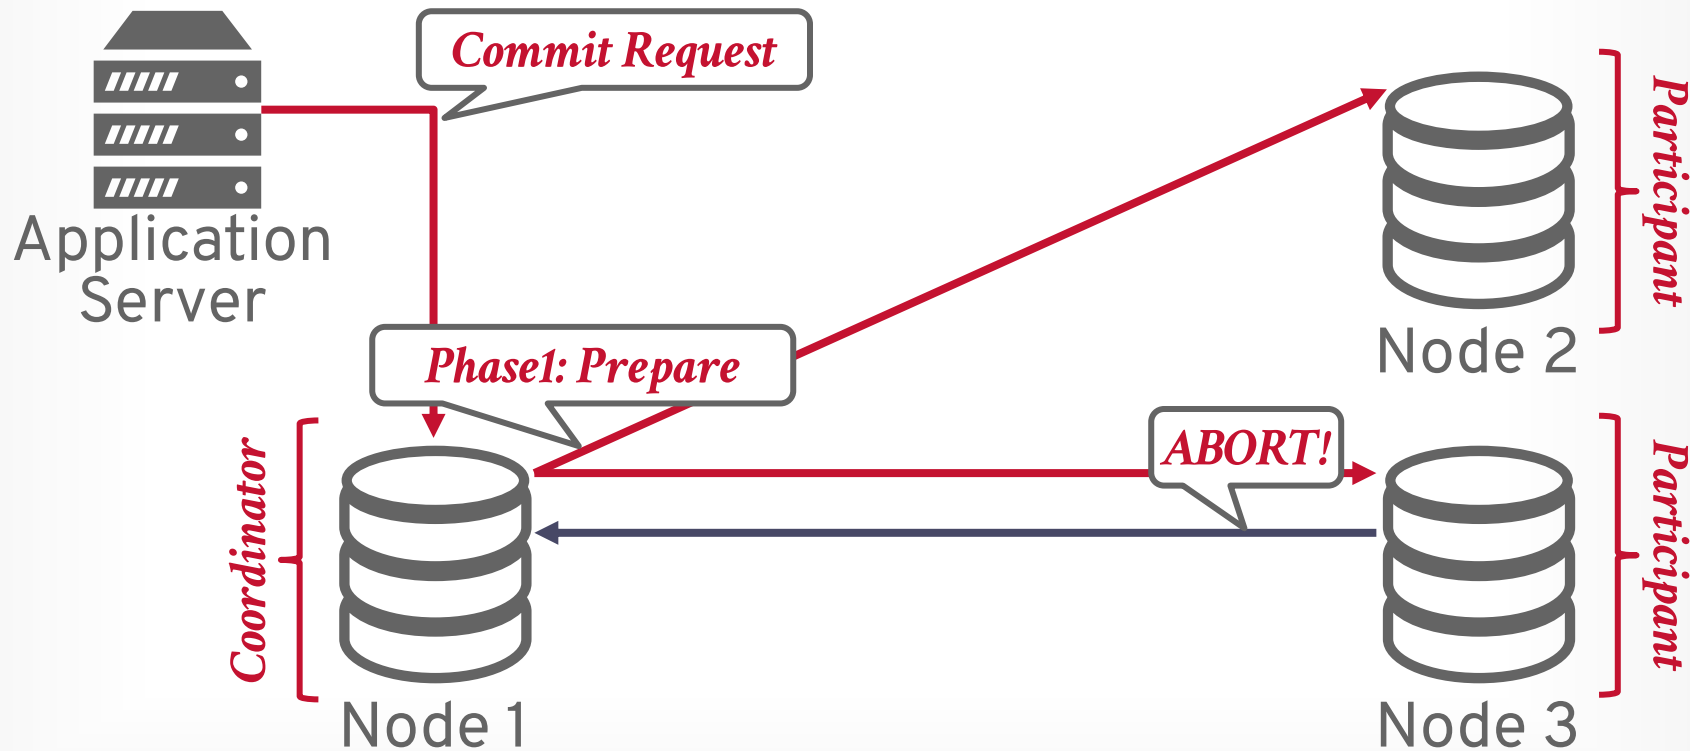 Commit Request
Application
Server
Participant
Node 2
Phase1: Prepare
ABORT!
Coordinator
Participant
Node 1
Node 3